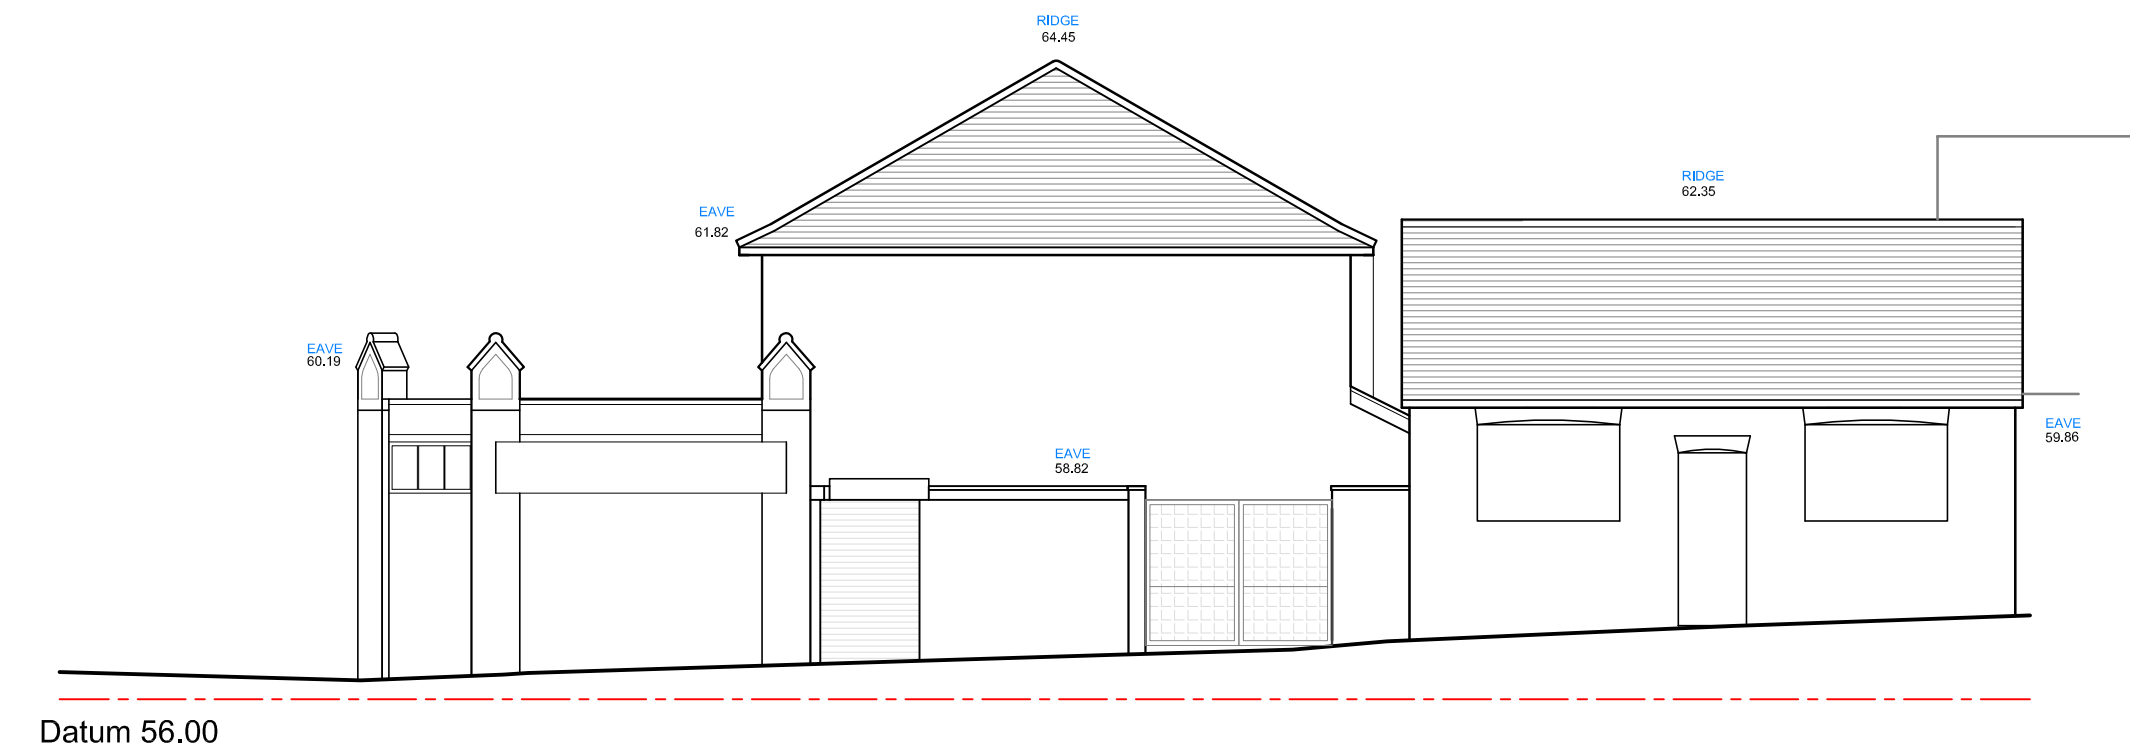 RIDGE
64.45
RIDGE
62.35
EAVE
61.82
EAVE
60.19
EAVE
59.86
EAVE
58.82
Datum 56.00